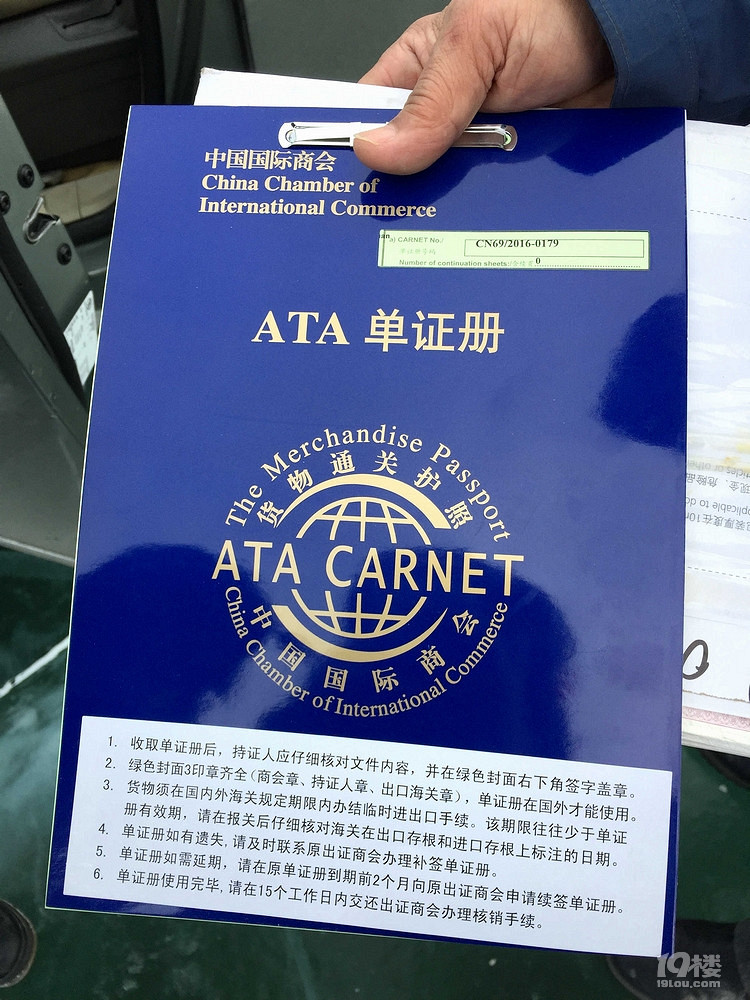 中国国际商会
China Chamber of
International Commerce
a) CARNET No./
单证册号码
CN69/2016-0179
Number of continuation sheets:
0
ATA 单证册
The Merchandise Passport
货物通关护照
ATA CARNET
中国国际商会
China Chamber of International Commerce
1. 收取单证册后，持证人应仔细核对文件内容，并在绿色封面右下角签字盖章。
2. 绿色封面3印章齐全（商会章、持证人章、出口海关章），单证册在国外才能使用。
3. 货物须在国内外海关规定期限内办结临时进出口手续。该期限往往少于单证
册有效期，请在报关后仔细核对海关在出口存根和进口存根上标注的日期。
4. 单证册如有遗失,请及时联系原出证商会办理补签单证册。
5. 单证册如需延期，请在原单证册到期前2个月向原出证商会申请续签单证册。
6. 单证册使用完毕,请在15个工作日内交还出证商会办理核销手续。
19楼
19lou.com